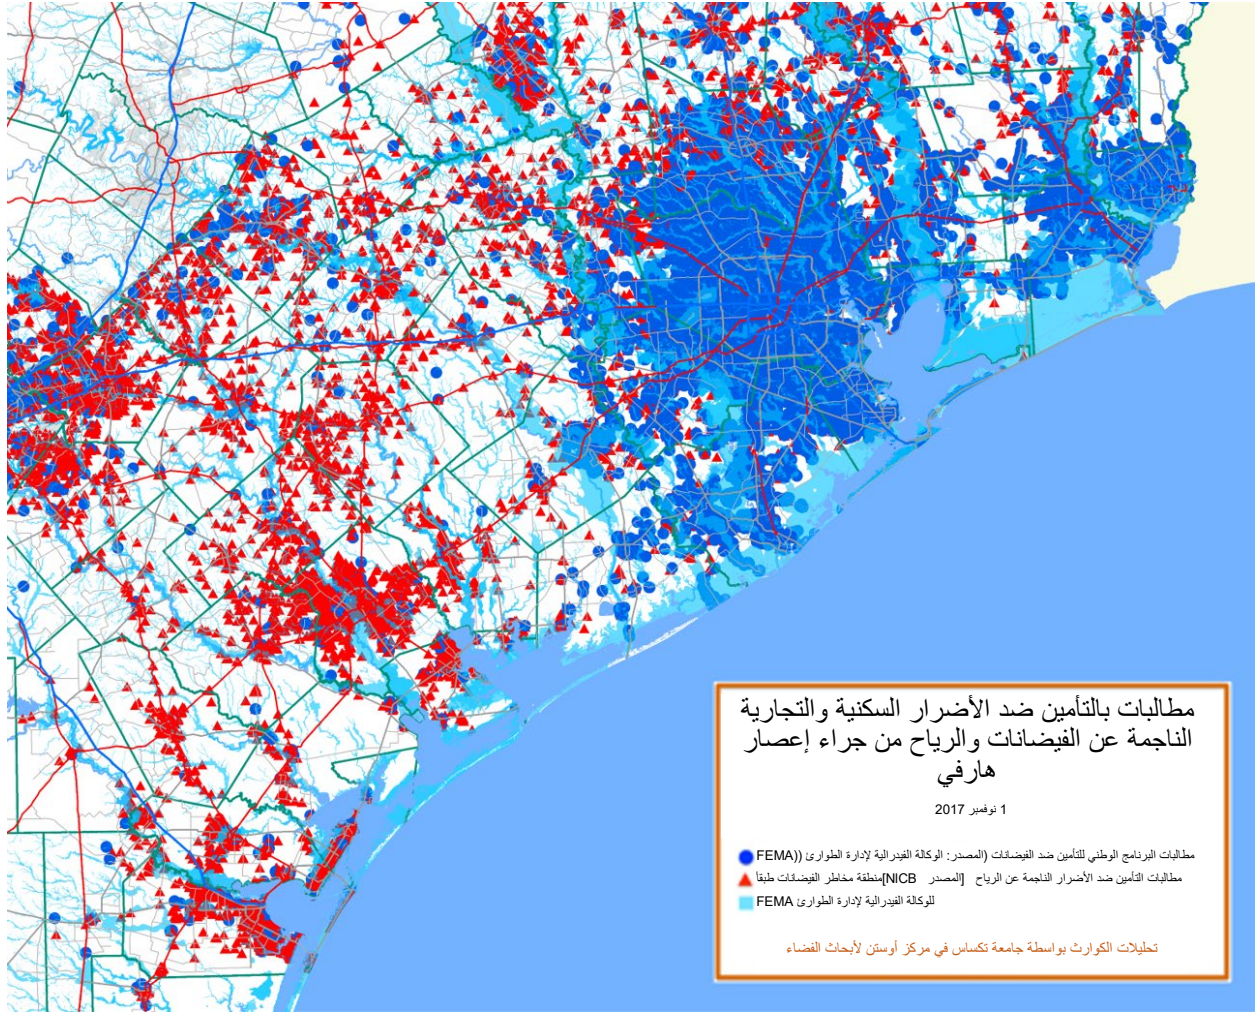 مطالبات بالتأمين ضد الأضرار السكنية والتجارية
الناجمة عن الفيضانات والرياح من جراء إعصار
هارفي
1 نوفمبر 2017
مطالبات البرنامج الوطني للتأمين ضد الفيضانات (المصدر: الوكالة الفيدرالية لإدارة الطوارئ ((FEMA
مطالبات التأمين ضد الأضرار الناجمة عن الرياح [المصدر NICB]منطقة مخاطر الفيضانات طبقاً
للوكالة الفيدرالية لإدارة الطوارئ FEMA
تحليلات الكوارث بواسطة جامعة تكساس في مركز أوستن لأبحاث الفضاء